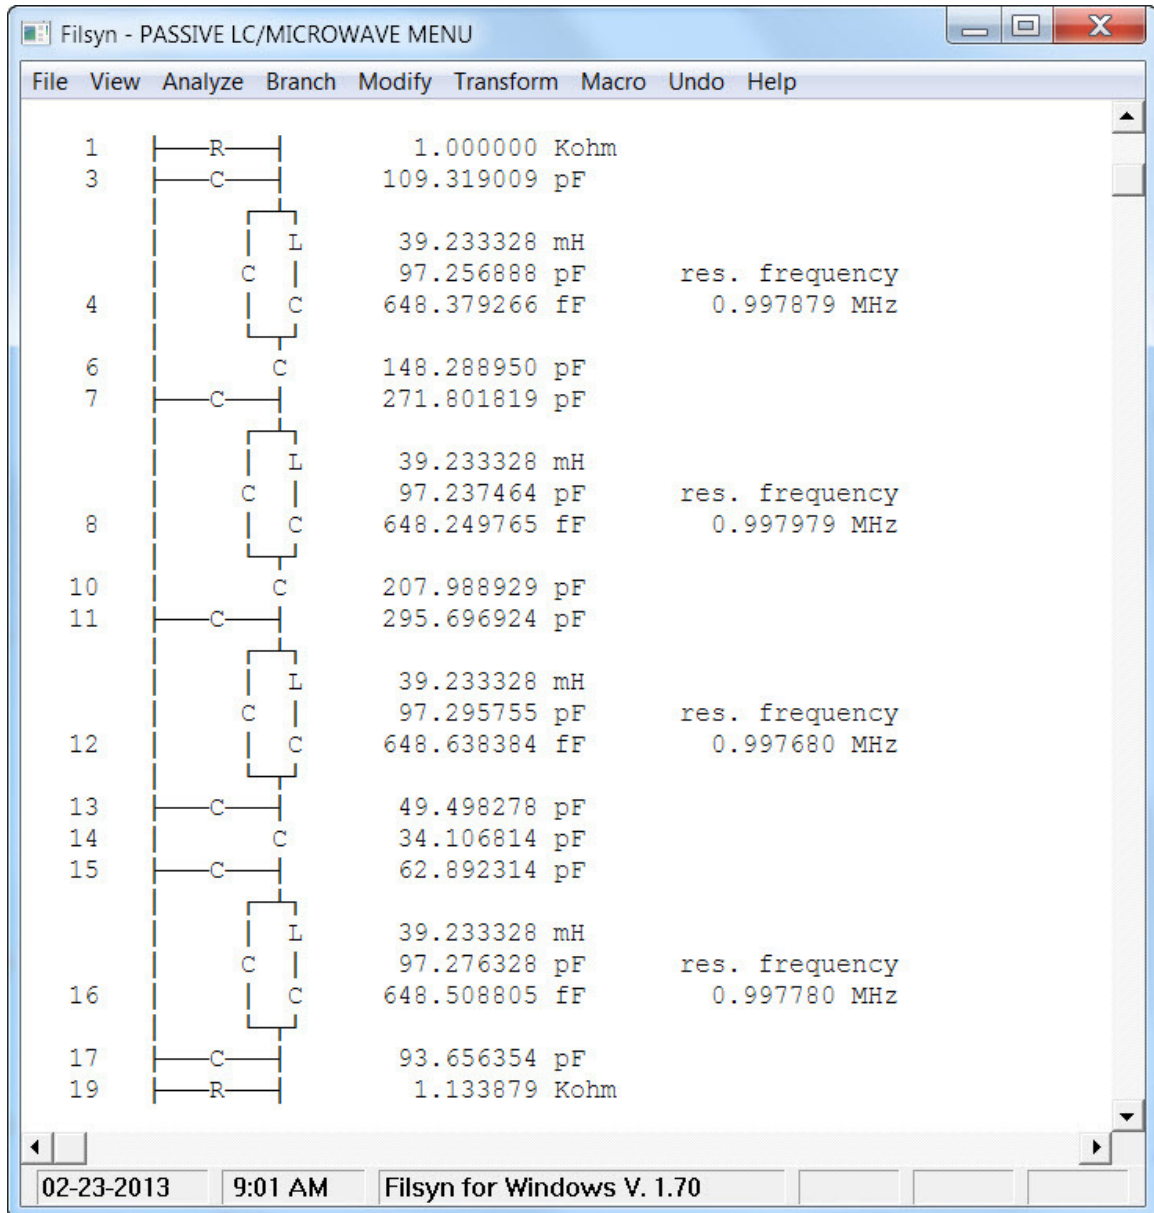 Filsyn - PASSIVE LC/MICROWAVE MENU
File View Analyze Branch Modify Transform Macro Undo Help
1 R 1.000000 Kohm
3 C 109.319009 pF
L 39.233328 mH
C 97.256888 pF res. frequency
4 C 648.379266 fF 0.997879 MHz
6 C 148.288950 pF
7 C 271.801819 pF
L 39.233328 mH
C 97.237464 pF res. frequency
8 C 648.249765 fF 0.997979 MHz
10 C 207.988929 pF
11 C 295.696924 pF
L 39.233328 mH
C 97.295755 pF res. frequency
12 C 648.638384 fF 0.997680 MHz
13 C 49.498278 pF
14 C 34.106814 pF
15 C 62.892314 pF
L 39.233328 mH
C 97.276328 pF res. frequency
16 C 648.508805 fF 0.997780 MHz
17 C 93.656354 pF
19 R 1.133879 Kohm
02-23-2013 9:01 AM Filsyn for Windows V. 1.70